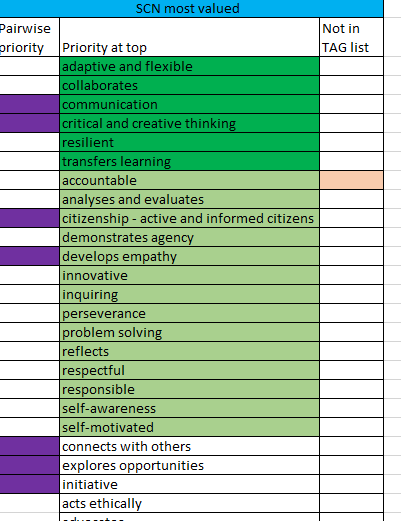 SCN most valued
Pairwise priority
Priority at top
Not in TAG list
adaptive and flexible
collaborates
communication
critical and creative thinking
resilient
transfers learning
accountable
analyses and evaluates
citizenship - active and informed citizens
demonstrates agency
develops empathy
innovative
inquiring
perseverance
problem solving
reflects
respectful
responsible
self-awareness
self-motivated
connects with others
explores opportunities
initiative
acts ethically